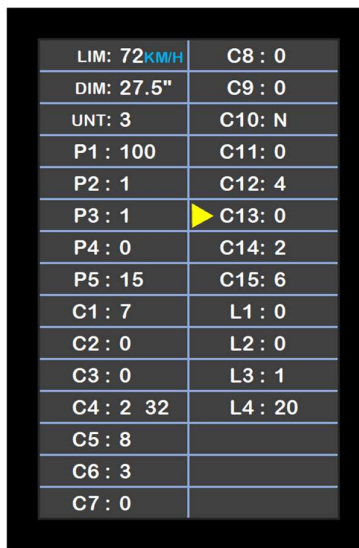 LIM: 72KM/H
DIM: 27.5"
UNT: 3
P1 : 100
P2 : 1
P3 : 1
P4 : 0
P5 : 15
C1 : 7
C2 : 0
C3 : 0
C4 : 2 32
C5 : 8
C6 : 3
C7 : 0
C8 : 0
C9 : 0
C10: N
C11: 0
C12: 4
C13: 0
C14: 2
C15: 6
L1 : 0
L2 : 0
L3 : 1
L4 : 20